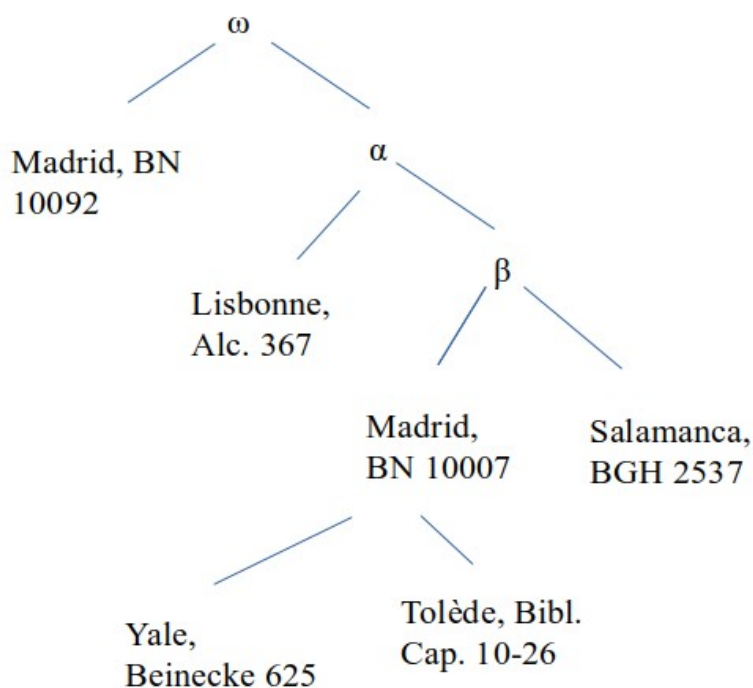 ω
Madrid, BN
10092
α
Lisbonne,
Alc. 367
β
Madrid,
BN 10007
Salamanca,
BGH 2537
Yale,
Beinecke 625
Tolède, Bibl.
Cap. 10-26